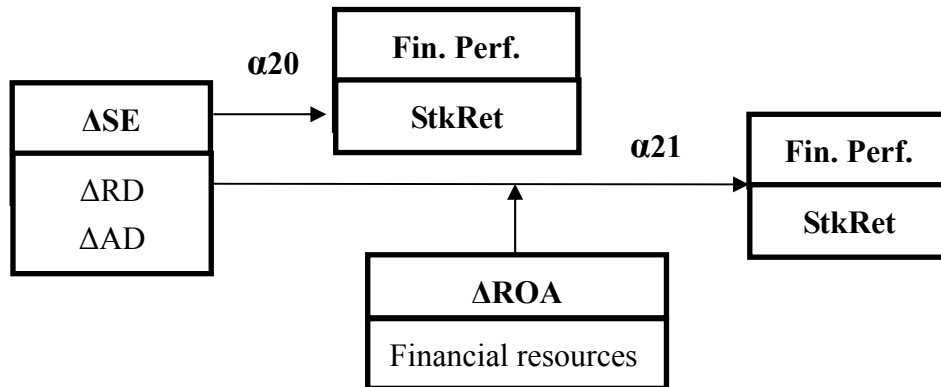 α20
Fin. Perf.
StkRet
ΔSE
ΔRD
ΔAD
α21
Fin. Perf.
StkRet
ΔROA
Financial resources